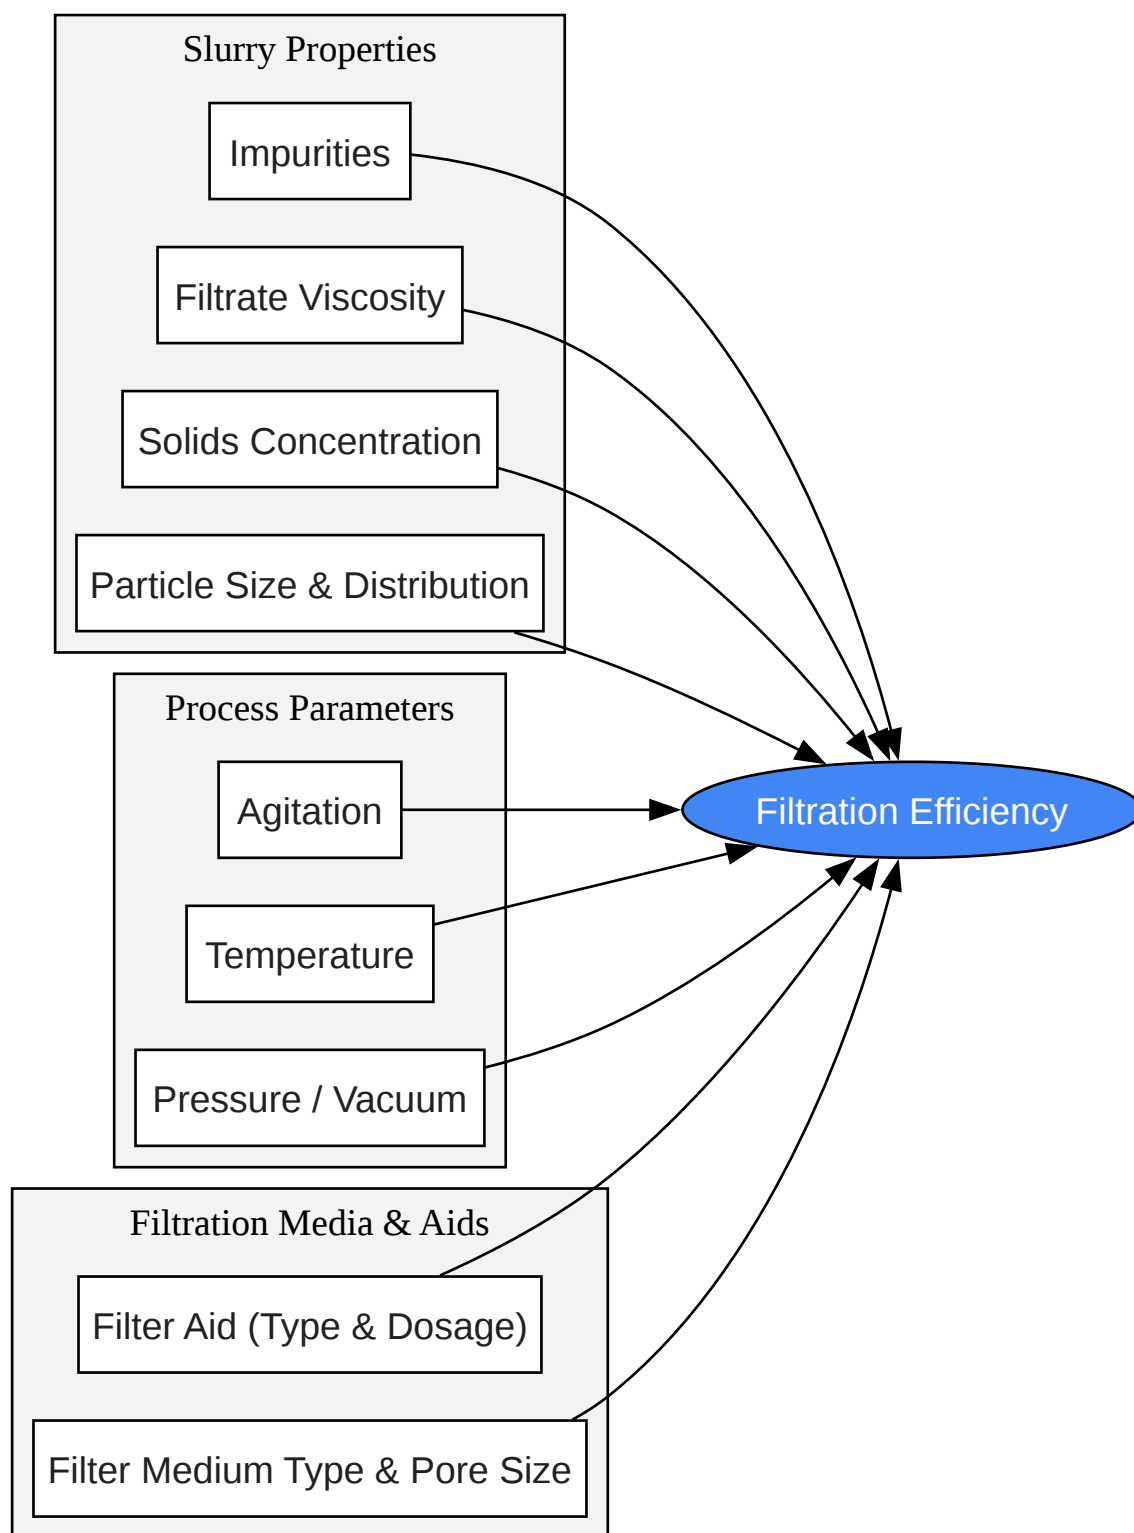 Slurry Properties
Impurities
Filtrate Viscosity
Solids Concentration
Particle Size & Distribution
Process Parameters
Agitation
Temperature
Pressure / Vacuum
Filtration Media & Aids
Filter Aid (Type & Dosage)
Filter Medium Type & Pore Size
Filtration Efficiency